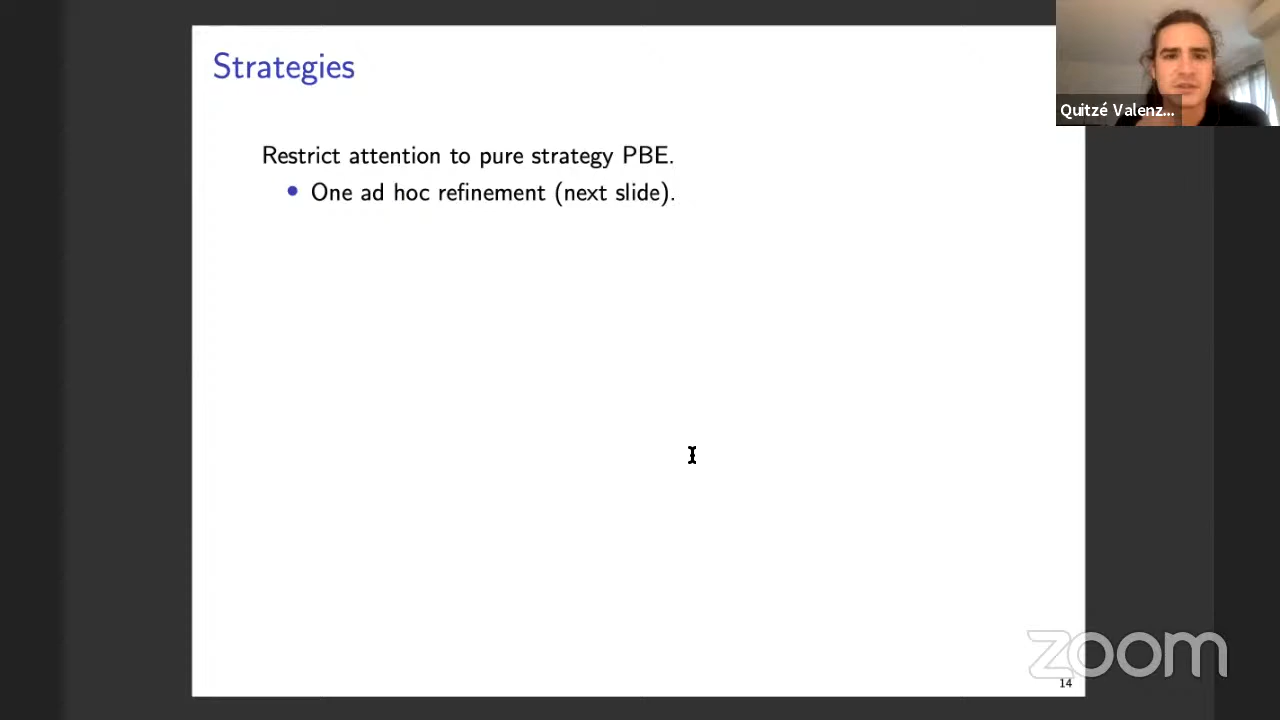 Strategies
Quitzé Valenz...
Restrict attention to pure strategy PBE.
• One ad hoc refinement (next slide).
zoom
14